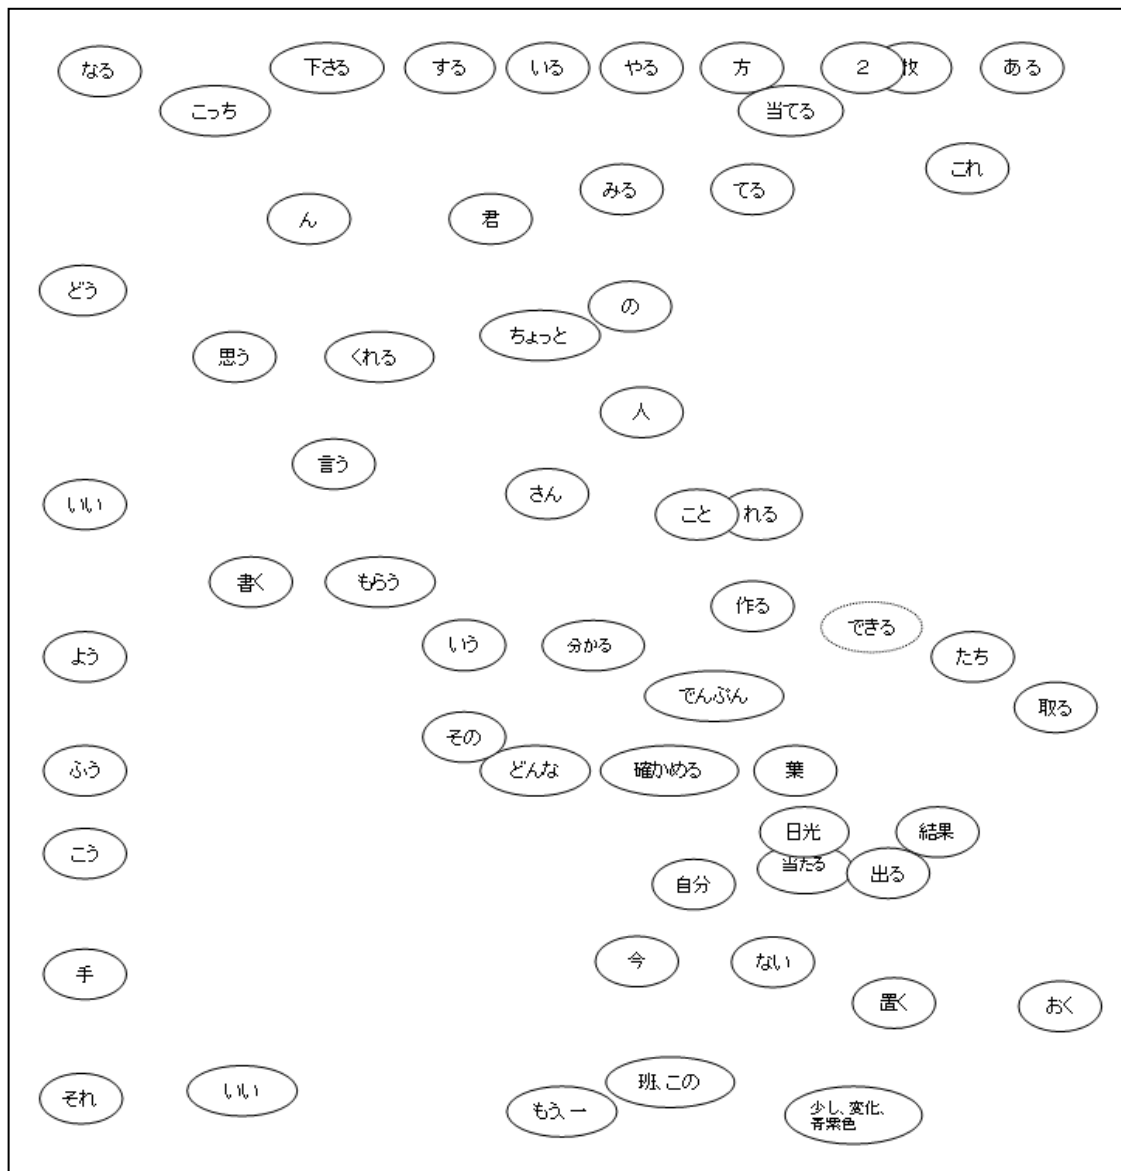 なる
下さる
する
いる
やる
方
2
枚
ある
こっち
当てる
これ
みる
てる
ん
君
どう
の
ちょっと
思う
くれる
人
言う
さん
いい
こと
れる
書く
もらう
作る
できる
いう
分かる
よう
たち
でんぷん
取る
その
ふう
どんな
確かめる
葉
日光
結果
こう
当たる
出る
自分
手
今
ない
置く
おく
それ
いい
班、この
もう、一
少し、変化、
青紫色